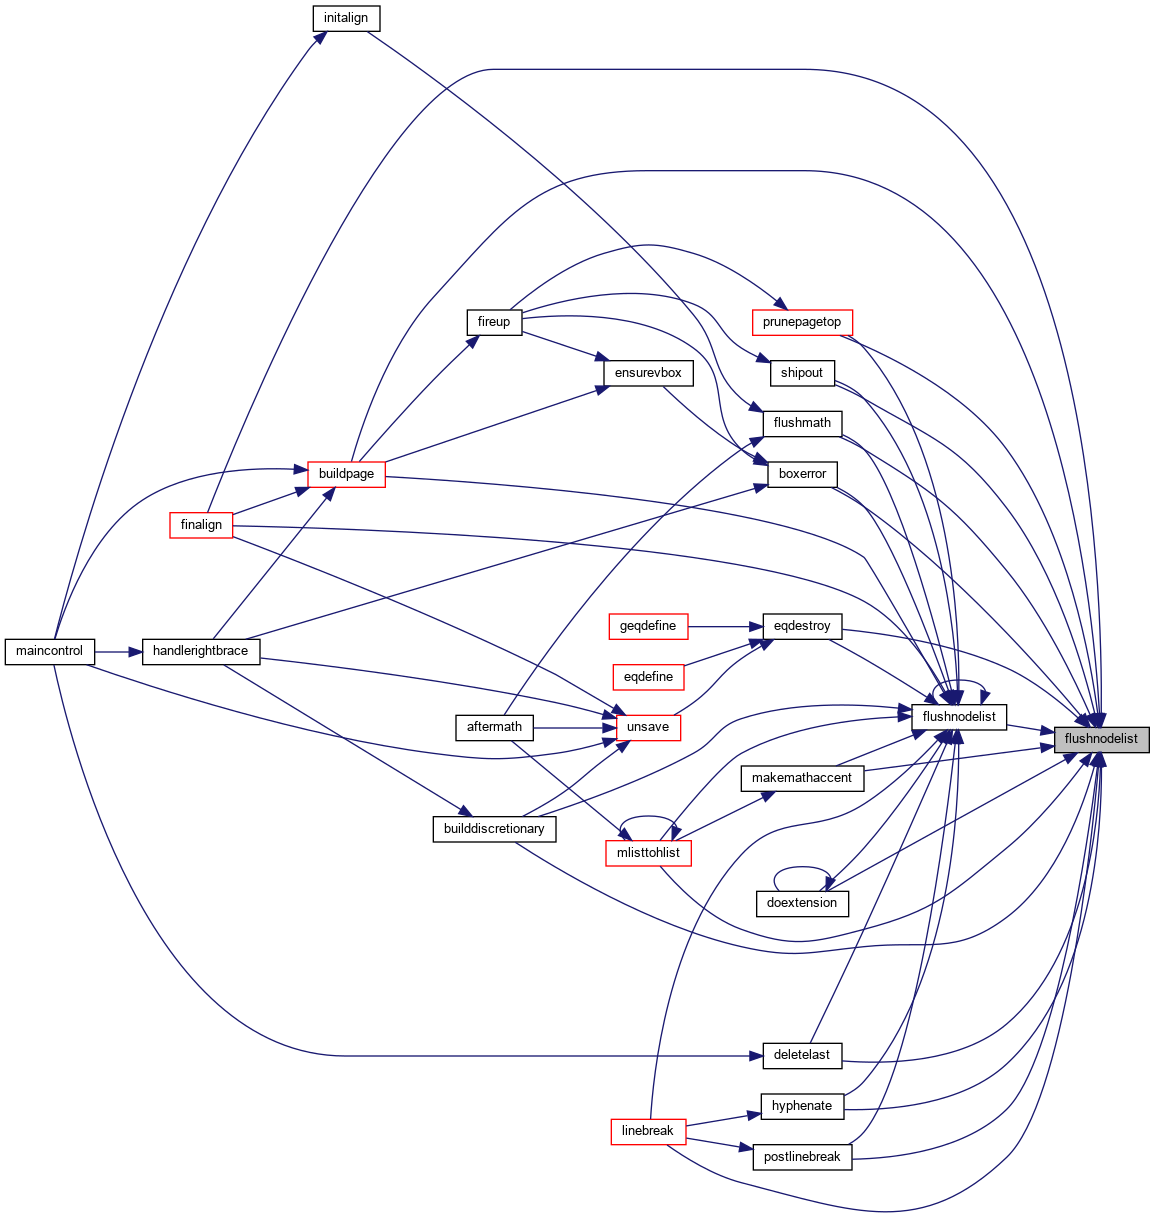 initalign
fireup
prunepagetop
ensurevbox
shipout
flushmath
buildpage
boxerror
finalign
geqdefine
eqdestroy
maincontrol
handlerightbrace
eqdefine
aftermath
unsave
flushnodelist
flushnodelist
makemathaccent
builddiscretionary
mlisttohlist
doextension
deletelast
hyphenate
linebreak
postlinebreak